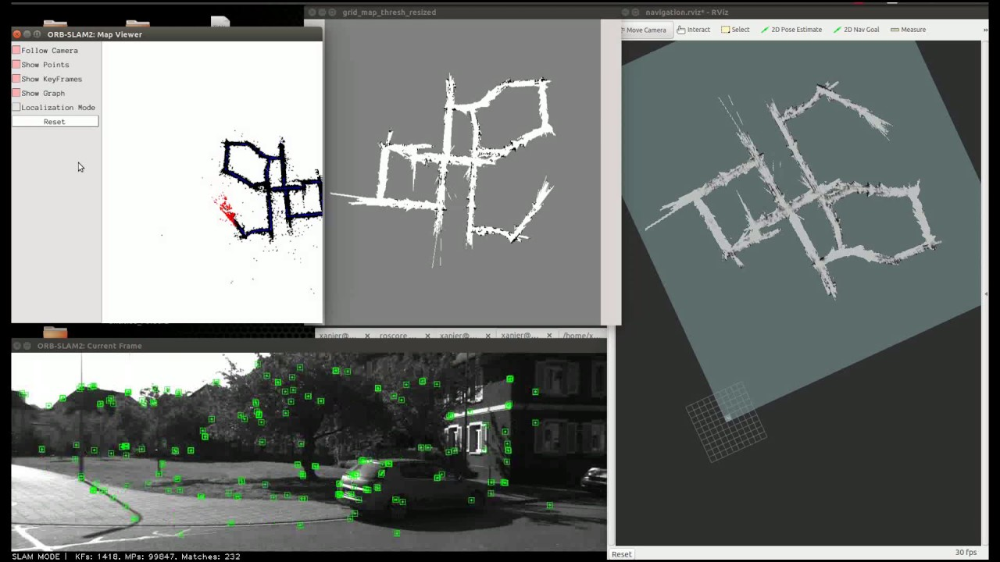 grid_map_thresh_resized
navigation.rviz* - RViz
Move Camera
Interact
Select
2D Pose Estimate
2D Nav Goal
Measure
»
ORB-SLAM2: Map Viewer
Follow Camera
Show Points
Show KeyFrames
Show Graph
Localization Mode
Reset
xanier@...
roscore...
xanier@...
xanier@...
/home/x...
ORB-SLAM2: Current Frame
SLAM MODE | KFs: 1418, MPs: 99847, Matches: 232
Reset
30 fps